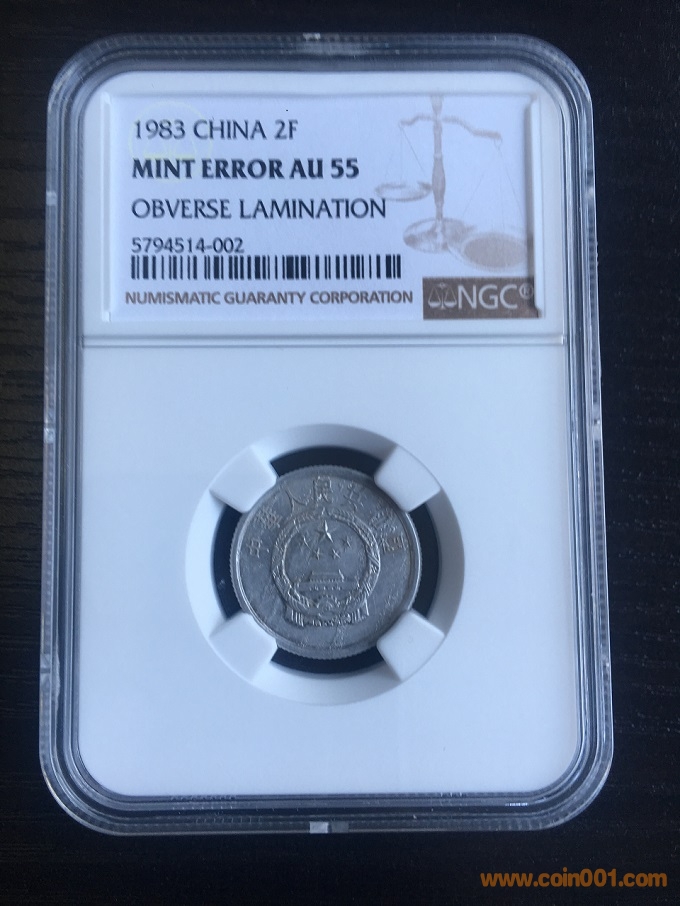 1983 CHINA 2F
MINT ERROR AU 55
OBVERSE LAMINATION
5794514-002
NUMISMATIC GUARANTY CORPORATION
NGC®
中華人民共和国
www.coin001.com